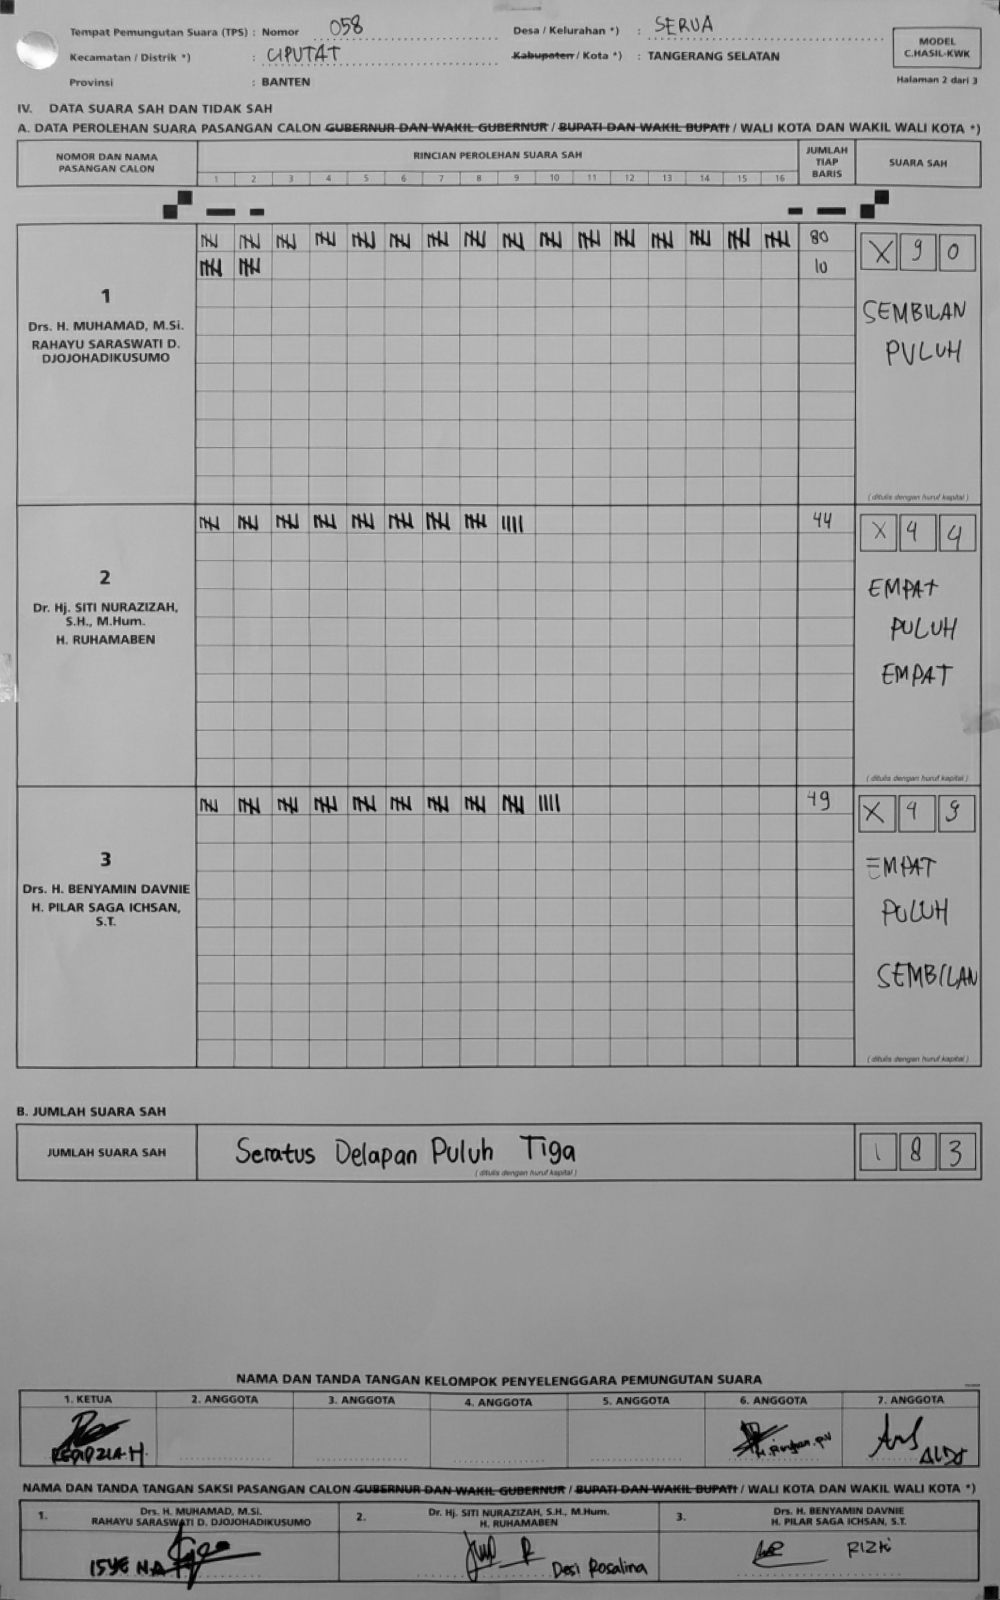 Tempat Pemungutan Suara (TPS) : Nomor 058 Desa / Kelurahan *) : SERUA
Kecamatan / Distrik *) : CIPUTAT Kabupaten / Kota *) : TANGERANG SELATAN
Provinsi : BANTEN
MODEL
C.HASIL-KWK
Halaman 2 dari 3
IV. DATA SUARA SAH DAN TIDAK SAH
A. DATA PEROLEHAN SUARA PASANGAN CALON GUBERNUR DAN WAKIL GUBERNUR / BUPATI DAN WAKIL BUPATI / WALI KOTA DAN WAKIL WALI KOTA *)
NOMOR DAN NAMA
PASANGAN CALON
RINCIAN PEROLEHAN SUARA SAH
1 2 3 4 5 6 7 8 9 10 11 12 13 14 15 16
JUMLAH
TIAP
BARIS
SUARA SAH
1
Drs. H. MUHAMAD, M.Si.
RAHAYU SARASWATI D.
DJOJOHADIKUSUMO
80
10
X 9 0
SEMBILAN
PULUH
( ditulis dengan huruf kapital )
2
Dr. Hj. SITI NURAZIZAH,
S.H., M.Hum.
H. RUHAMABEN
44
X 4 4
EMPAT
PULUH
EMPAT
( ditulis dengan huruf kapital )
3
Drs. H. BENYAMIN DAVNIE
H. PILAR SAGA ICHSAN,
S.T.
49
X 4 9
EMPAT
PULUH
SEMBILAN
( ditulis dengan huruf kapital )
B. JUMLAH SUARA SAH
JUMLAH SUARA SAH Seratus Delapan Puluh Tiga 1 8 3
( ditulis dengan huruf kapital )
NAMA DAN TANDA TANGAN KELOMPOK PENYELENGGARA PEMUNGUTAN SUARA
1. KETUA 2. ANGGOTA 3. ANGGOTA 4. ANGGOTA 5. ANGGOTA 6. ANGGOTA 7. ANGGOTA
NAMA DAN TANDA TANGAN SAKSI PASANGAN CALON GUBERNUR DAN WAKIL GUBERNUR / BUPATI DAN WAKIL BUPATI / WALI KOTA DAN WAKIL WALI KOTA *)
1. Drs. H. MUHAMAD, M.Si.
RAHAYU SARASWATI D. DJOJOHADIKUSUMO
2. Dr. Hj. SITI NURAZIZAH, S.H., M.Hum.
H. RUHAMABEN
Desi Rosalina
3. Drs. H. BENYAMIN DAVNIE
H. PILAR SAGA ICHSAN, S.T.
RIZKI